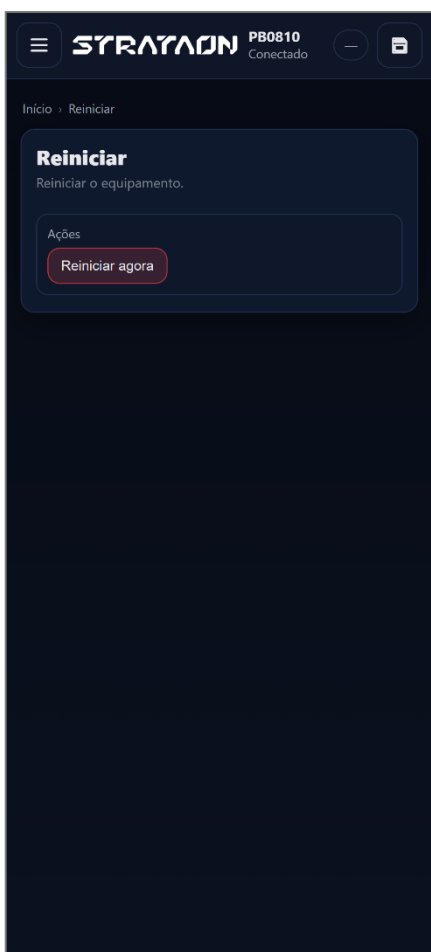 STRATAON
PB0810
Conectado
—
Início › Reiniciar
Reiniciar
Reiniciar o equipamento.
Ações
Reiniciar agora